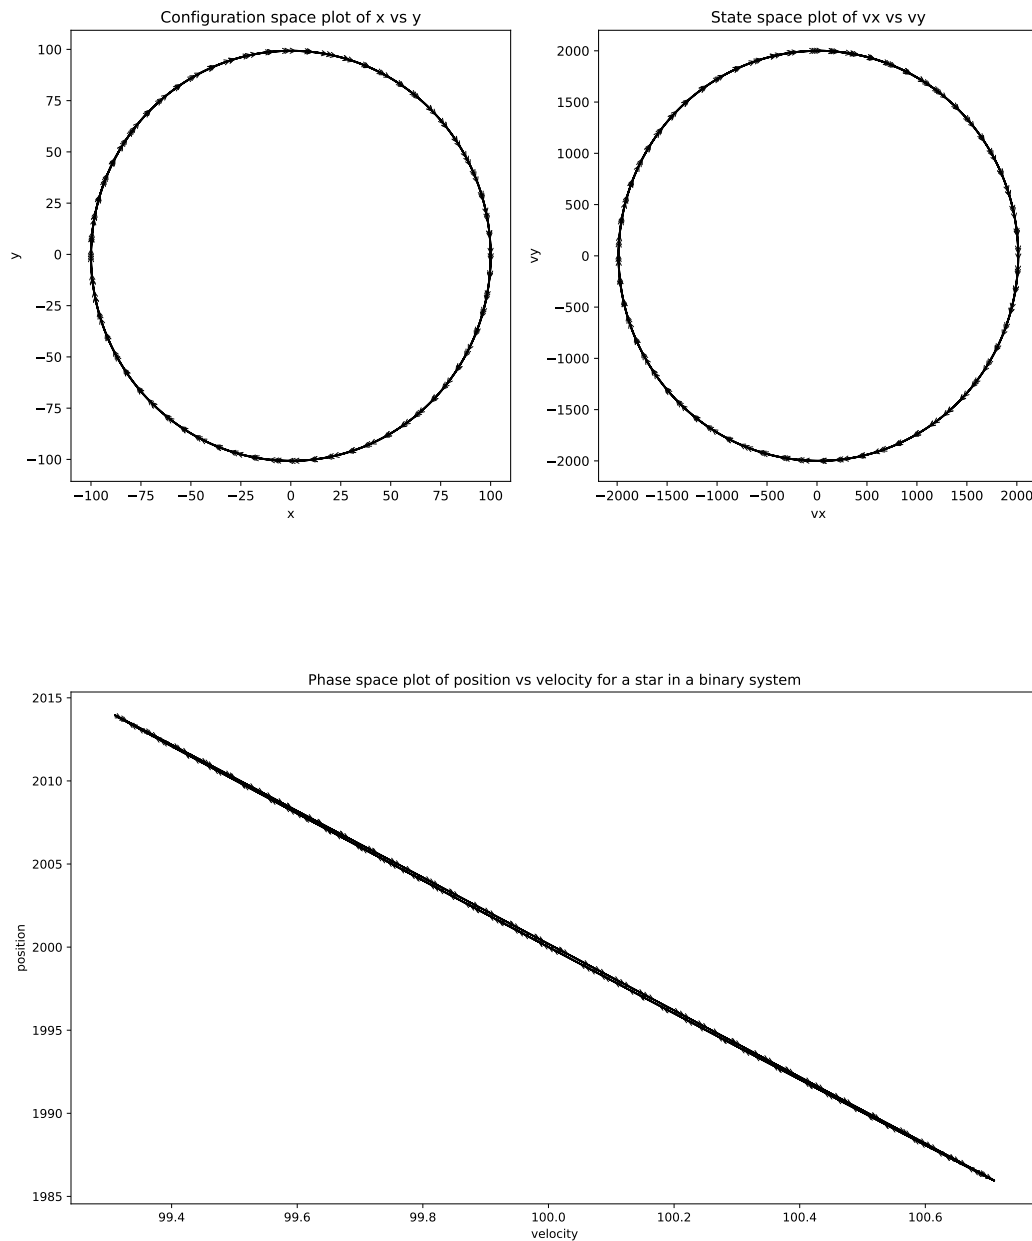 Configuration space plot of x vs y
100
75
50
25
0
−25
−50
−75
−100
y
−100 −75 −50 −25 0 25 50 75 100
x
State space plot of vx vs vy
2000
1500
1000
500
0
−500
−1000
−1500
−2000
vy
−2000 −1500 −1000 −500 0 500 1000 1500 2000
vx
Phase space plot of position vs velocity for a star in a binary system
2015
2010
2005
2000
1995
1990
1985
position
99.4 99.6 99.8 100.0 100.2 100.4 100.6
velocity